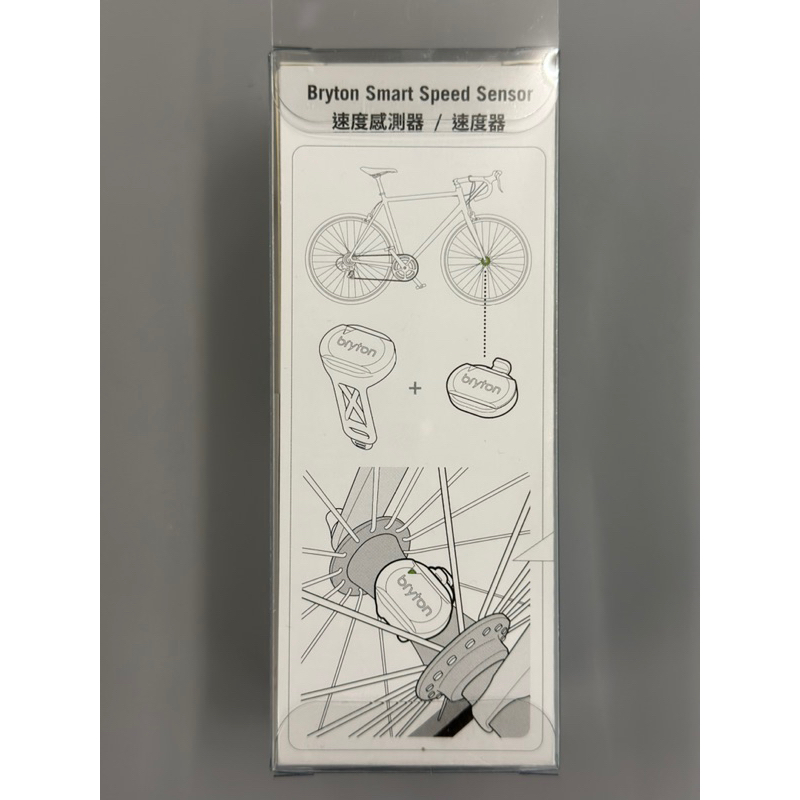 Bryton Smart Speed Sensor
速度感測器 / 速度器
bryton
+
bryton
bryton